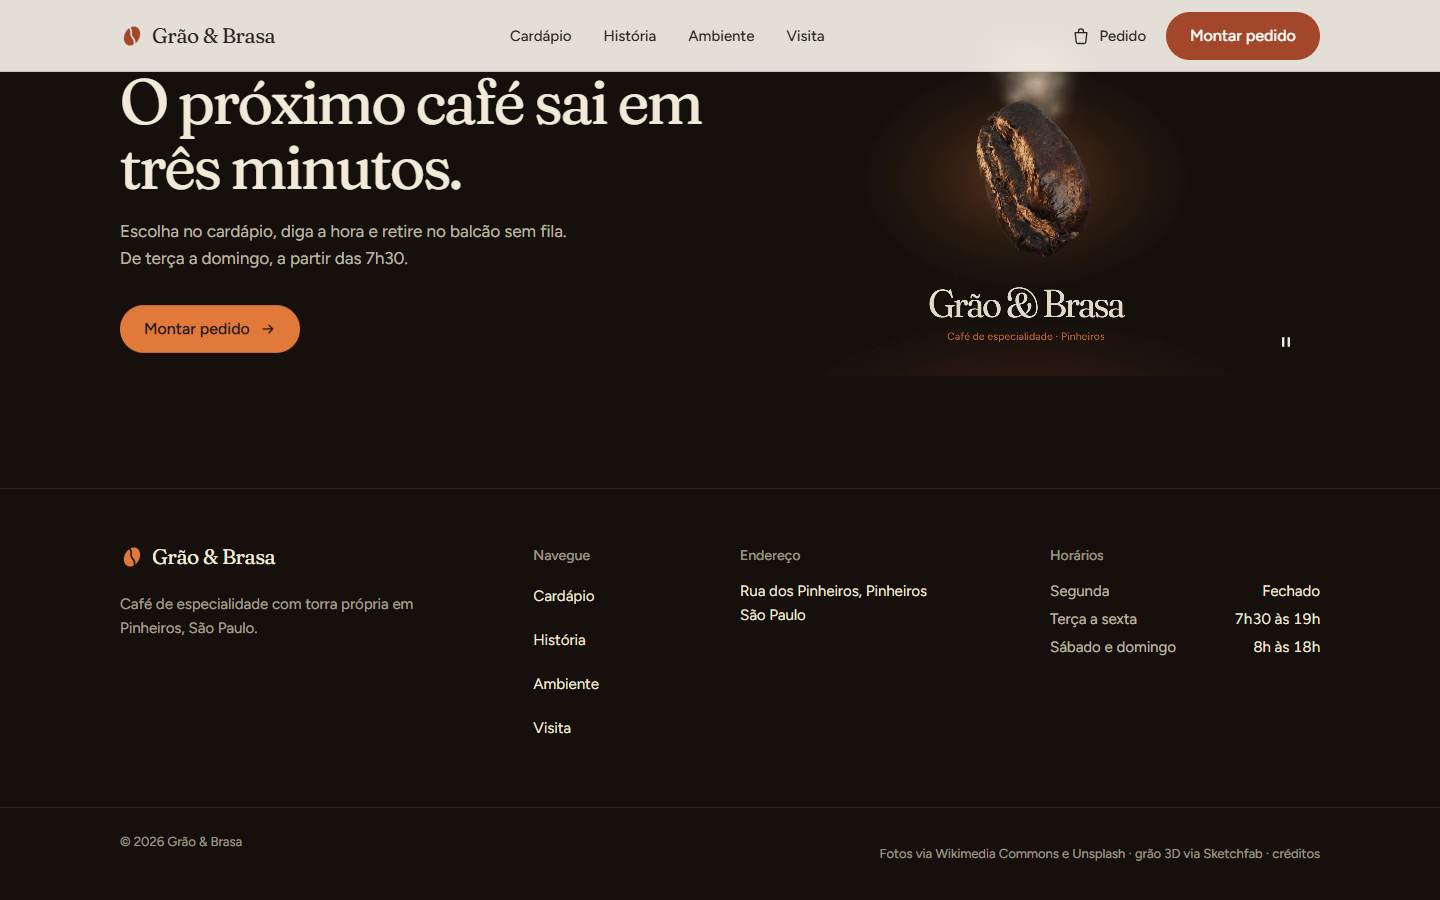 Grão & Brasa
Cardápio
História
Ambiente
Visita
Pedido
Montar pedido
O próximo café sai em
três minutos.
Escolha no cardápio, diga a hora e retire no balcão sem fila.
De terça a domingo, a partir das 7h30.
Montar pedido →
Grão & Brasa
Café de especialidade · Pinheiros
Grão & Brasa
Café de especialidade com torra própria em
Pinheiros, São Paulo.
Navegue
Cardápio
História
Ambiente
Visita
Endereço
Rua dos Pinheiros, Pinheiros
São Paulo
Horários
Segunda Fechado
Terça a sexta 7h30 às 19h
Sábado e domingo 8h às 18h
© 2026 Grão & Brasa
Fotos via Wikimedia Commons e Unsplash · grão 3D via Sketchfab · créditos